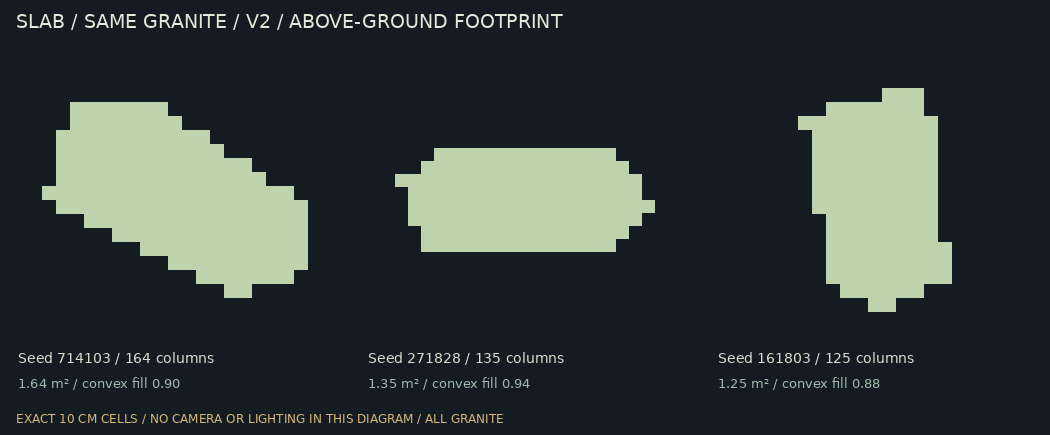 SLAB / SAME GRANITE / V2 / ABOVE-GROUND FOOTPRINT
Seed 714103 / 164 columns
1.64 m² / convex fill 0.90
Seed 271828 / 135 columns
1.35 m² / convex fill 0.94
Seed 161803 / 125 columns
1.25 m² / convex fill 0.88
EXACT 10 CM CELLS / NO CAMERA OR LIGHTING IN THIS DIAGRAM / ALL GRANITE